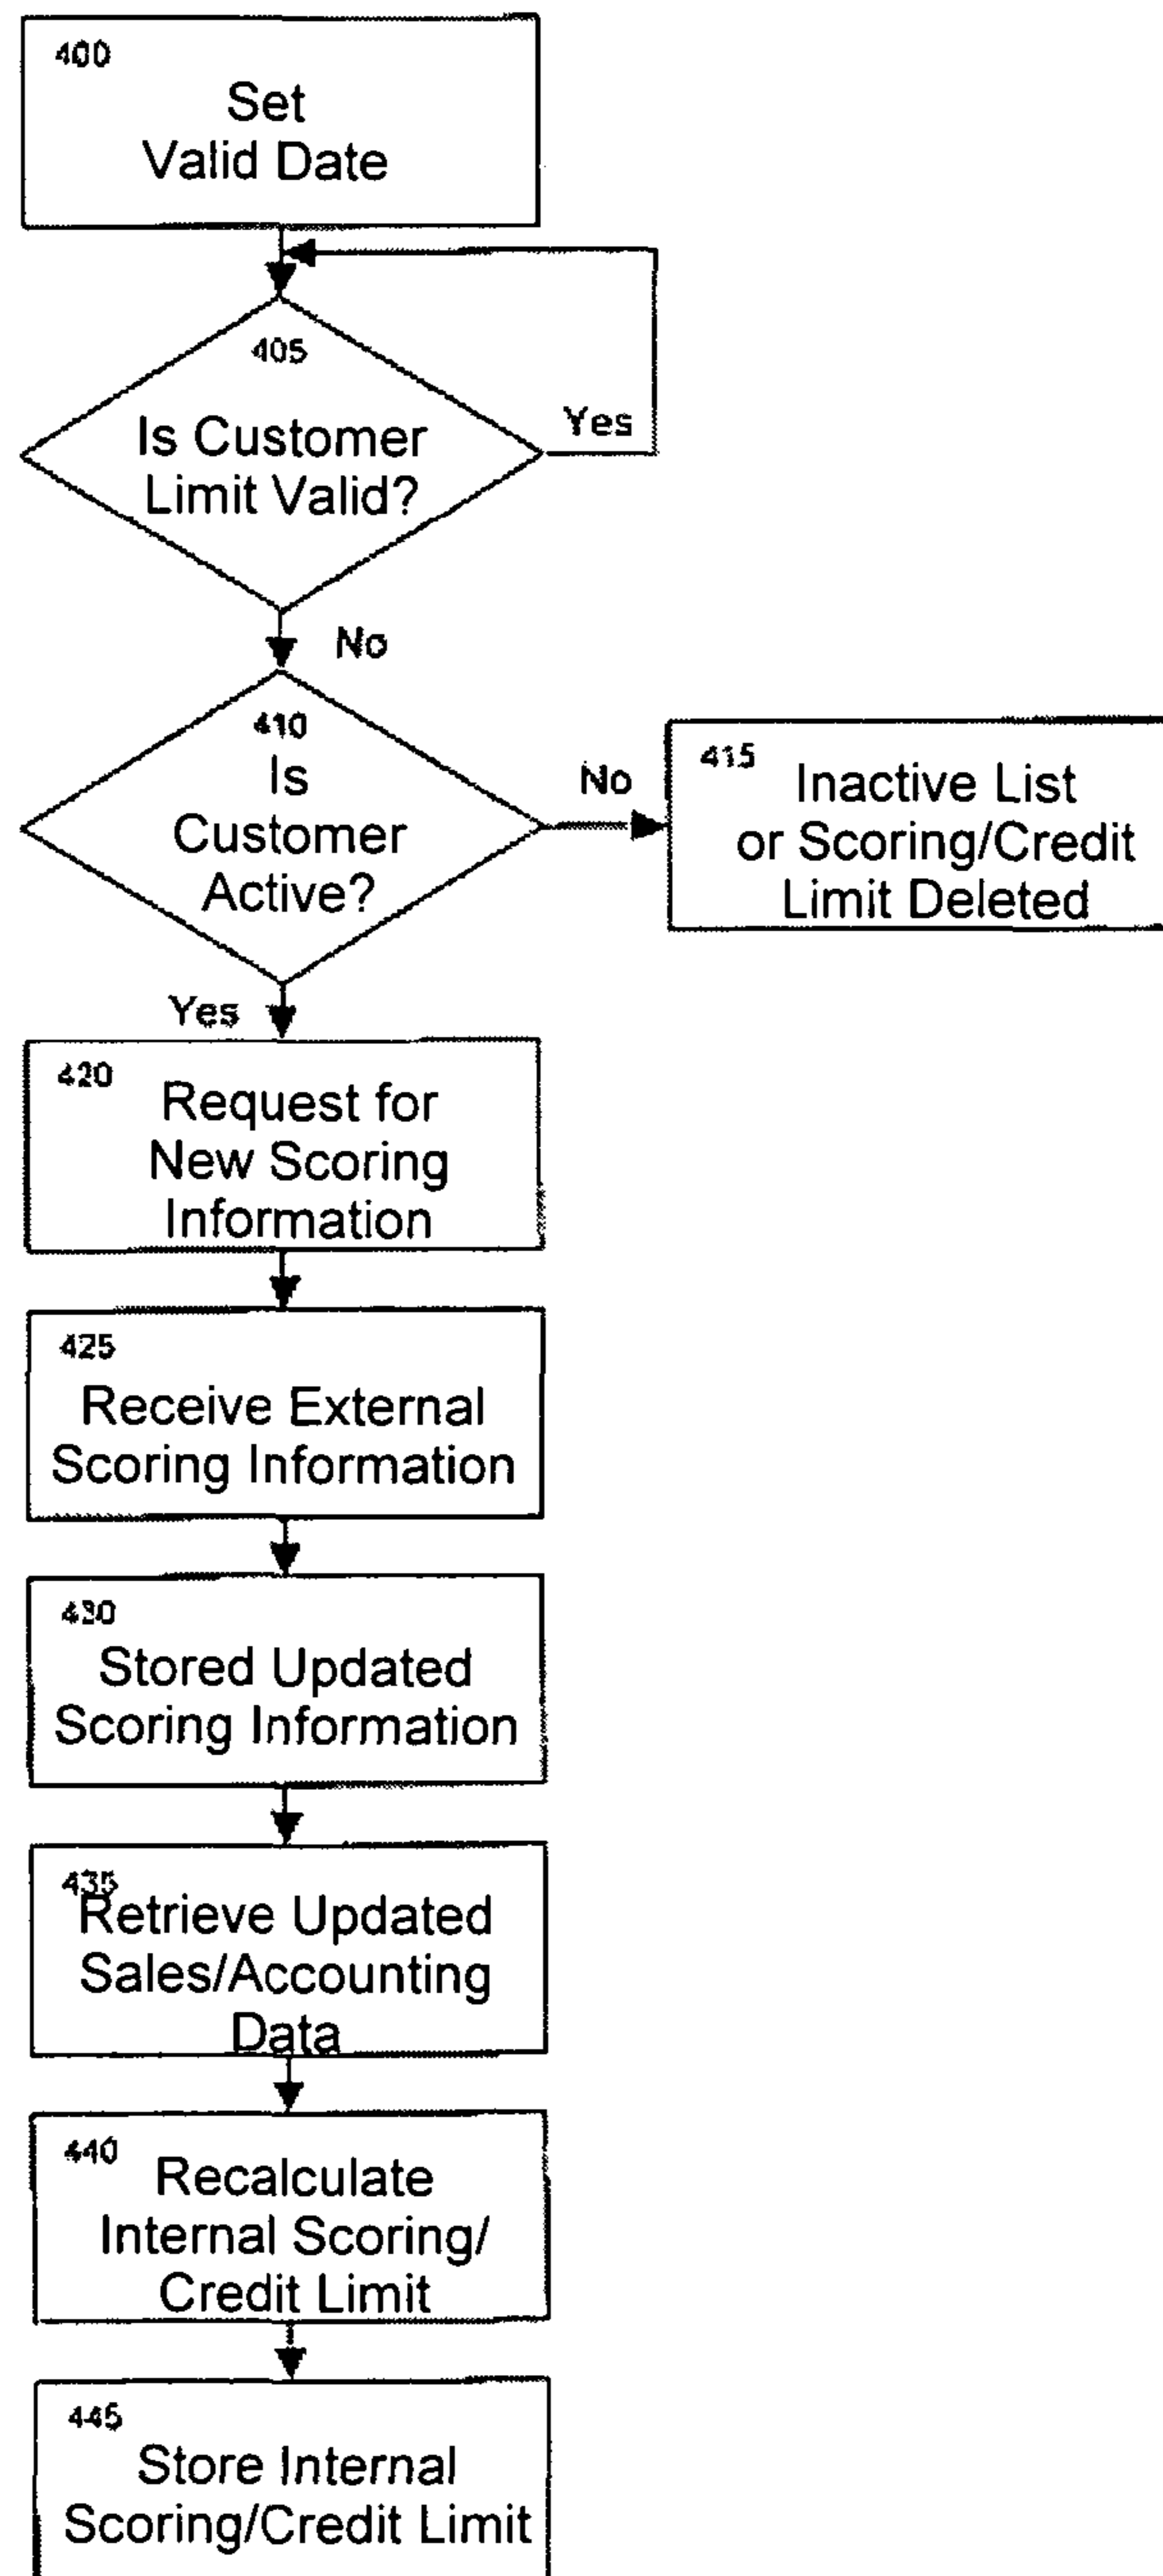 400
Set
Valid Date
405
Is Customer
Limit Valid?
Yes
No
410
Is
Customer
Active?
No
415
Inactive List
or Scoring/Credit
Limit Deleted
Yes
420
Request for
New Scoring
Information
425
Receive External
Scoring Information
430
Stored Updated
Scoring Information
435
Retrieve Updated
Sales/Accounting
Data
440
Recalculate
Internal Scoring/
Credit Limit
445
Store Internal
Scoring/Credit Limit